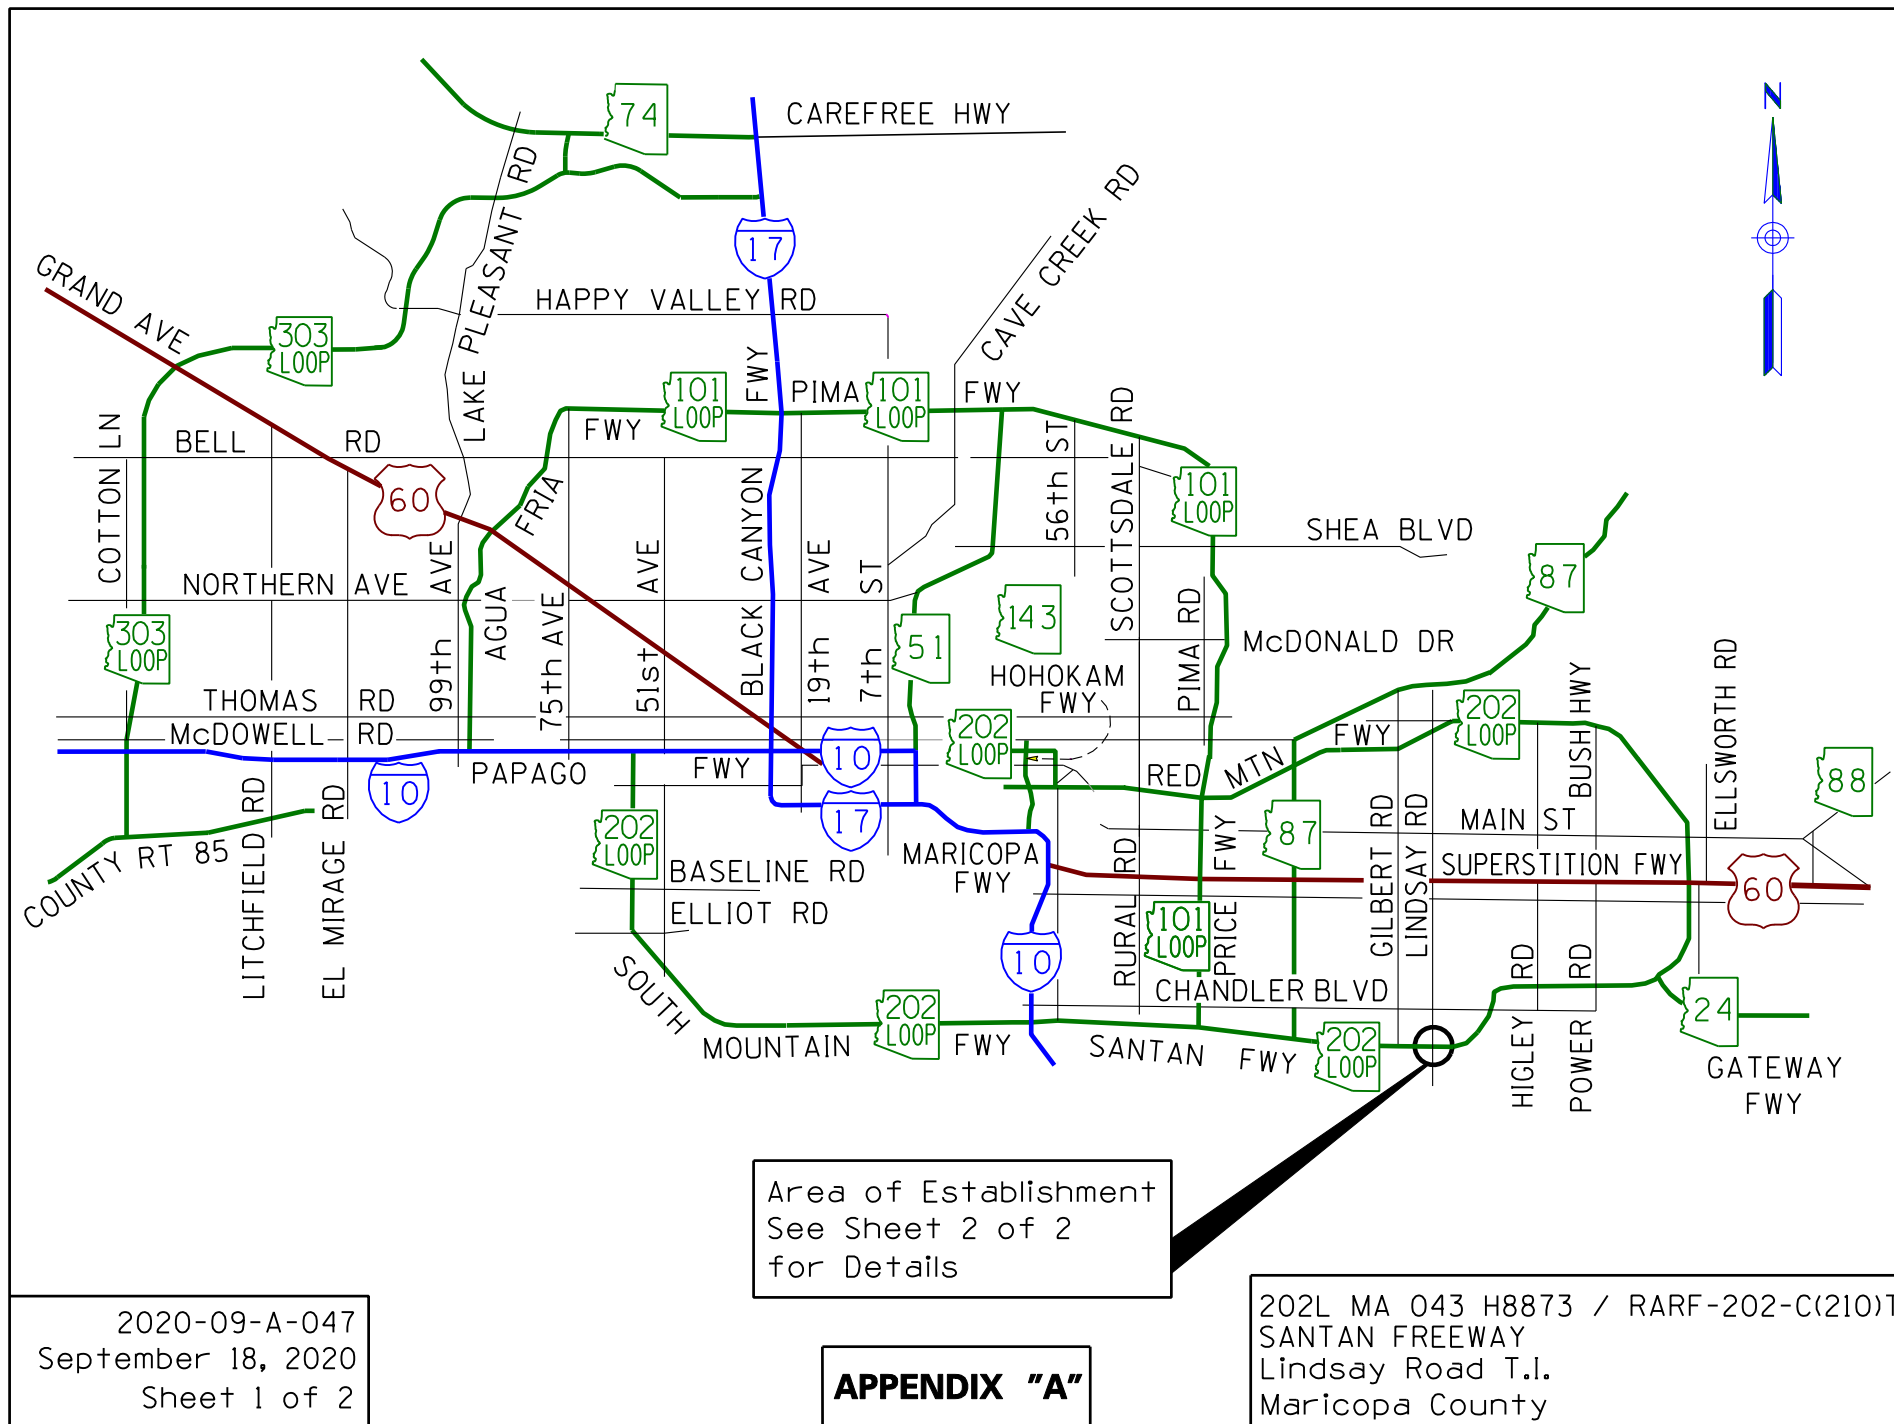 N
74
CAREFREE HWY
LAKE PLEASANT RD
17
CAVE CREEK RD
GRAND AVE
HAPPY VALLEY RD
303
LOOP
101
LOOP
FWY
PIMA
101
LOOP
FWY
FWY
COTTON LN
BELL RD
60
56th ST
SCOTTSDALE RD
101
LOOP
AGUA FRIA
BLACK CANYON
SHEA BLVD
87
NORTHERN AVE
99th AVE
75th AVE
51st AVE
19th AVE
7th ST
303
LOOP
51
143
PIMA RD
McDONALD DR
HOHOKAM
FWY
THOMAS RD
McDOWELL RD
202
LOOP
202
LOOP
FWY
BUSH HWY
ELLSWORTH RD
10
10
PAPAGO FWY
RED MTN
88
17
LITCHFIELD RD
EL MIRAGE RD
COUNTY RT 85
202
LOOP
BASELINE RD
ELLIOT RD
MARICOPA
FWY
87
PRICE FWY
RURAL RD
GILBERT RD
LINDSAY RD
MAIN ST
SUPERSTITION FWY
60
101
LOOP
10
CHANDLER BLVD
HIGLEY RD
POWER RD
24
GATEWAY
FWY
SOUTH
MOUNTAIN
202
LOOP
FWY
SANTAN FWY
202
LOOP
Area of Establishment
See Sheet 2 of 2
for Details
2020-09-A-047
September 18, 2020
Sheet 1 of 2
APPENDIX "A"
202L MA 043 H8873 / RARF-202-C(210)T
SANTAN FREEWAY
Lindsay Road T.I.
Maricopa County